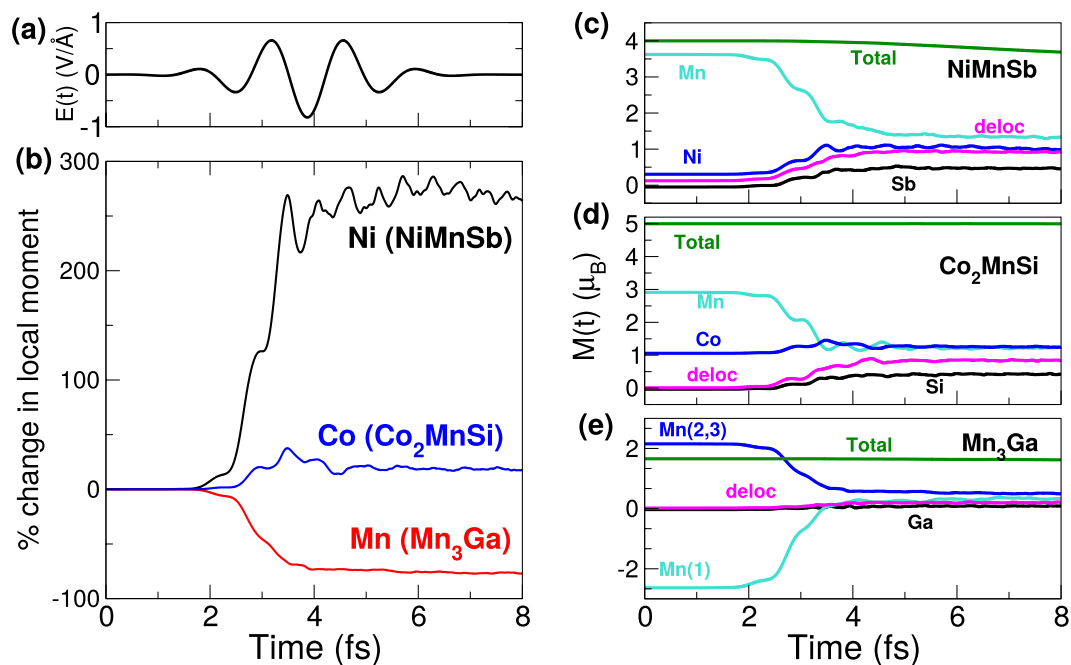 (a)
E(t) (V/Å)
1
0
-1
(b)
% change in local moment
300
200
100
0
-100
Ni (NiMnSb)
Co (Co2MnSi)
Mn (Mn3Ga)
0 2 4 6 8
Time (fs)
(c)
4
3
2
1
0
Total
NiMnSb
Mn
deloc
Ni
Sb
(d)
M(t) (μB)
5
4
3
2
1
0
Total
Co2MnSi
Mn
Co
deloc
Si
(e)
2
0
-2
Mn(2,3)
Total
Mn3Ga
deloc
Ga
Mn(1)
0 2 4 6 8
Time (fs)